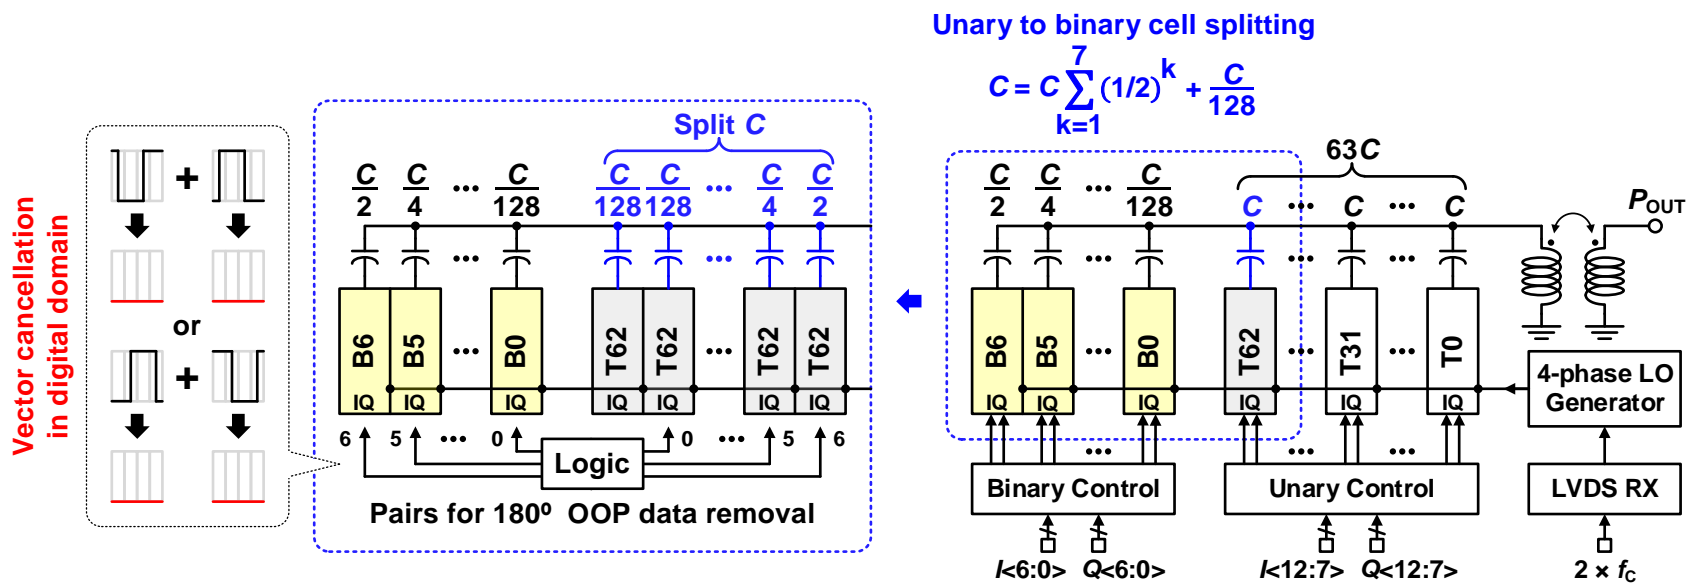 Unary to binary cell splitting
C = C ∑ (1/2)^k + C/128
7
k=1
Vector cancellation
in digital domain
+
or
+
Split C
C/2 C/4 ... C/128 C/128 C/128 ... C/4 C/2
B6 B5 ... B0 T62 T62 ... T62 T62
IQ IQ IQ IQ IQ IQ IQ
6 5 ... 0 0 ... 5 6
Logic
Pairs for 180º OOP data removal
63C
C/2 C/4 ... C/128 C ... C ... C
POUT
B6 B5 ... B0 T62 ... T31 ... T0
IQ IQ IQ IQ IQ IQ
4-phase LO
Generator
Binary Control
Unary Control
LVDS RX
I<6:0> Q<6:0>
I<12:7> Q<12:7>
2 × fC